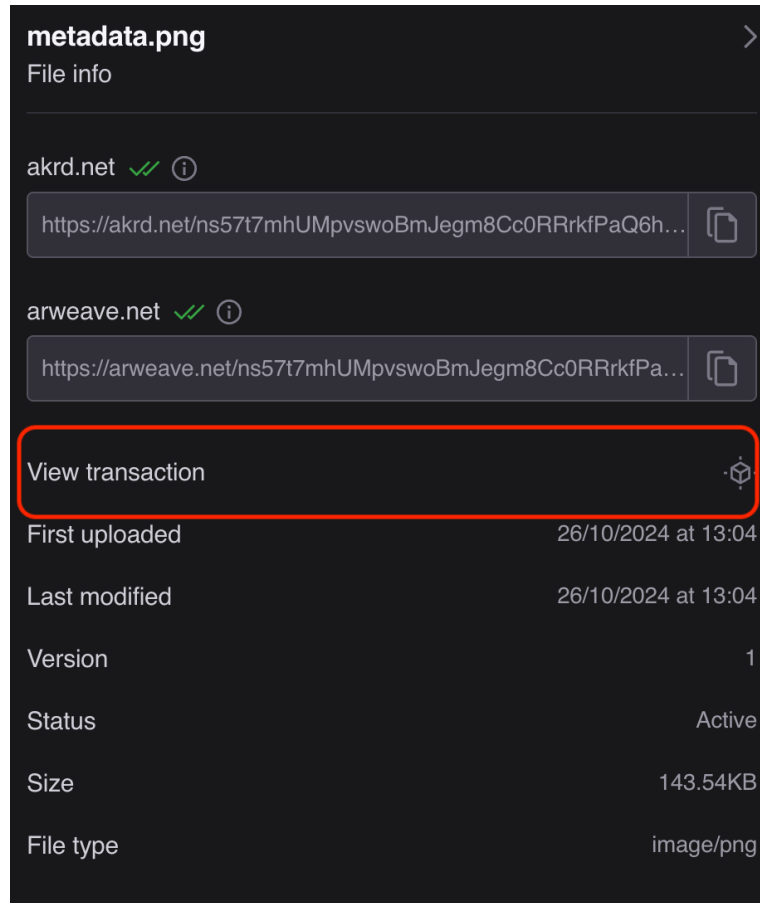 metadata.png
File info
akrd.net
https://akrd.net/ns57t7mhUMpvswoBmJegm8Cc0RRrkfPaQ6h...
arweave.net
https://arweave.net/ns57t7mhUMpvswoBmJegm8Cc0RRrkfPa...
View transaction
First uploaded 26/10/2024 at 13:04
Last modified 26/10/2024 at 13:04
Version 1
Status Active
Size 143.54KB
File type image/png